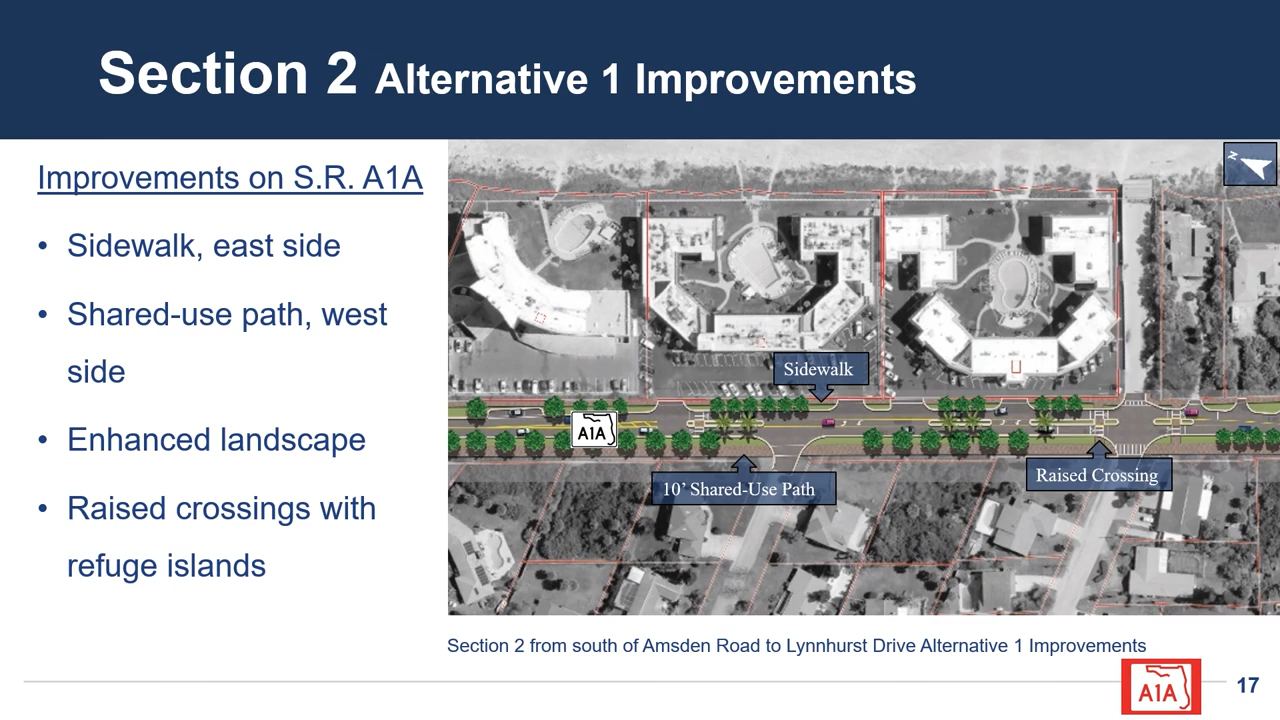 Section 2 Alternative 1 Improvements
Improvements on S.R. A1A
• Sidewalk, east side
• Shared-use path, west
side
• Enhanced landscape
• Raised crossings with
refuge islands
N
Sidewalk
A1A
10’ Shared-Use Path
Raised Crossing
Section 2 from south of Amsden Road to Lynnhurst Drive Alternative 1 Improvements
A1A
17